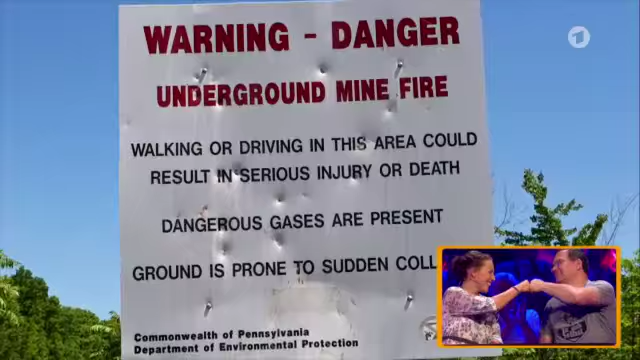 WARNING - DANGER
UNDERGROUND MINE FIRE
WALKING OR DRIVING IN THIS AREA COULD
RESULT IN SERIOUS INJURY OR DEATH
DANGEROUS GASES ARE PRESENT
GROUND IS PRONE TO SUDDEN COLL
Commonwealth of Pennsylvania
Department of Environmental Protection